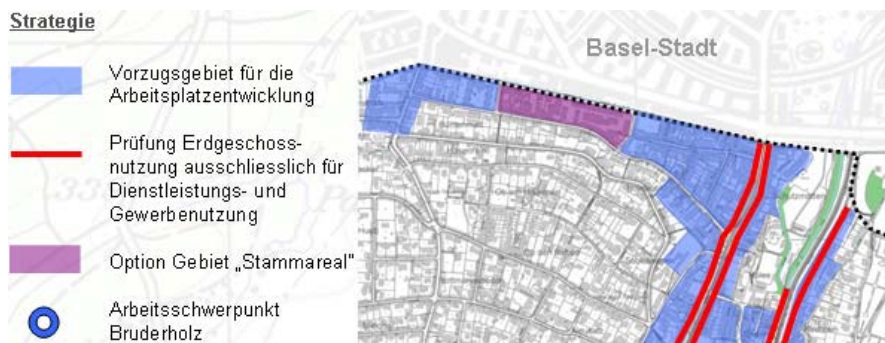 Strategie
Vorzugsgebiet für die
Arbeitsplatzentwicklung
Prüfung Erdgeschoss-
nutzung ausschliesslich für
Dienstleistungs- und
Gewerbenutzung
Option Gebiet „Stammareal"
Arbeitsschwerpunkt
Bruderholz
Basel-Stadt